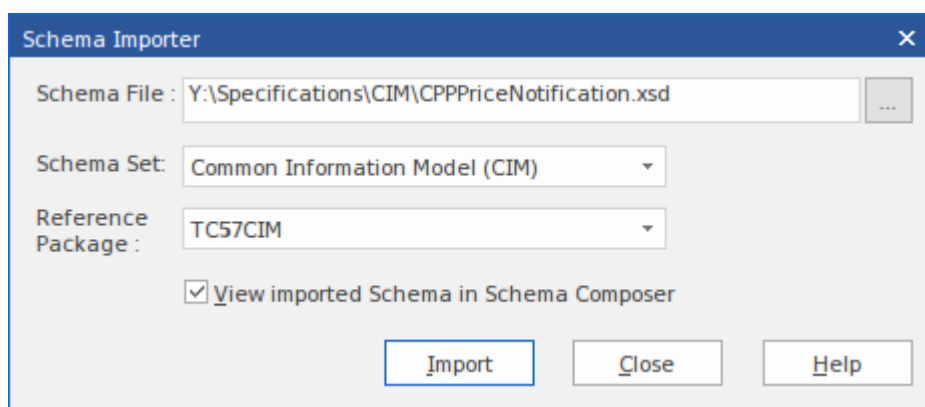 Schema Importer
Schema File : Y:\Specifications\CIM\CPPPriceNotification.xsd ...
Schema Set: Common Information Model (CIM)
Reference
Package : TC57CIM
View imported Schema in Schema Composer
Import Close Help